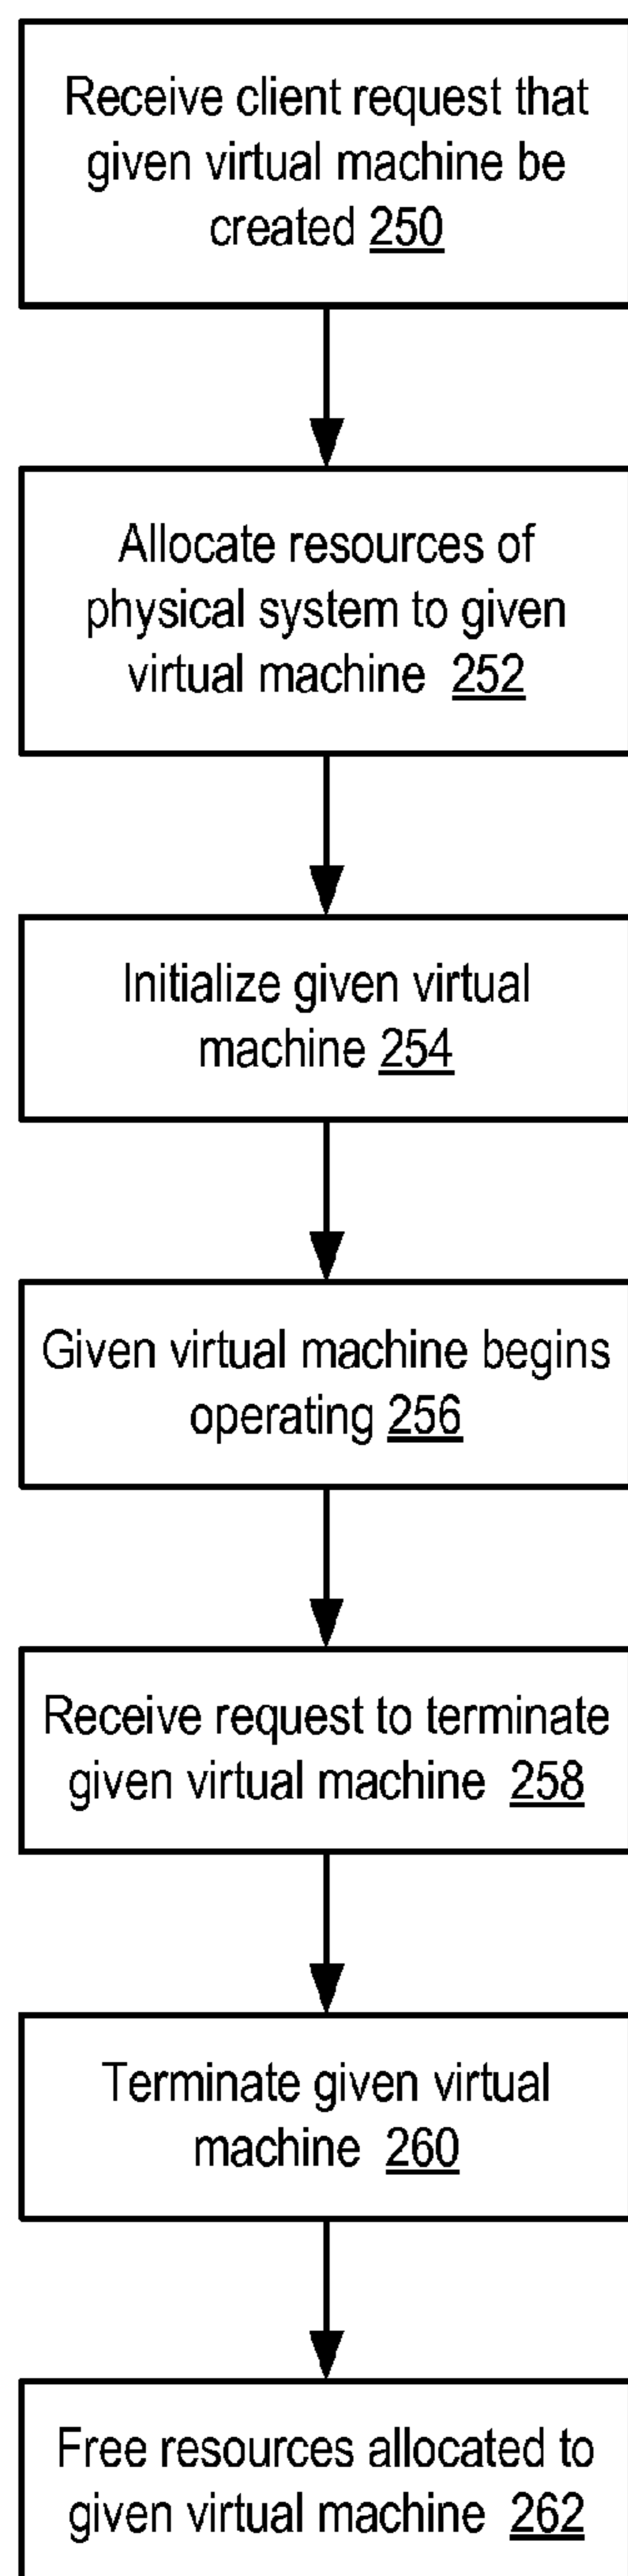 Receive client request that
given virtual machine be
created 250
Allocate resources of
physical system to given
virtual machine 252
Initialize given virtual
machine 254
Given virtual machine begins
operating 256
Receive request to terminate
given virtual machine 258
Terminate given virtual
machine 260
Free resources allocated to
given virtual machine 262